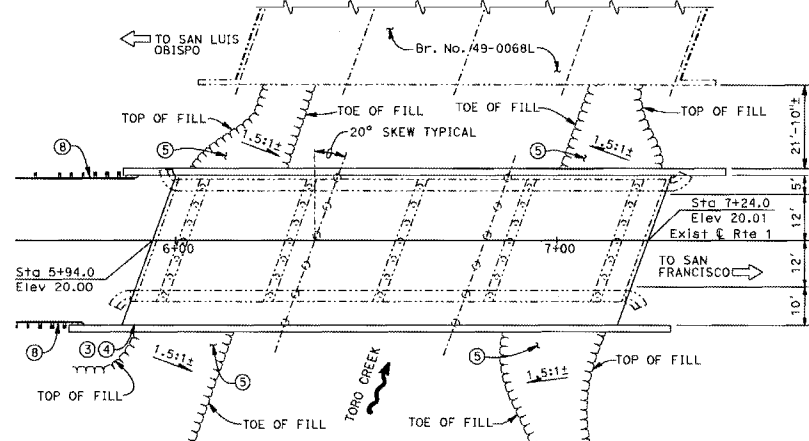 TO SAN LUIS
OBISPO
Br. No. 49-0068L
TOP OF FILL
TOE OF FILL
TOE OF FILL
TOP OF FILL
1.5:1±
20° SKEW TYPICAL
1.5:1±
21'-10"±
5
5
8
5'
Sta 7+24.0
Elev 20.01
Exist ℄ Rte 1
12'
6+00
7+00
Sta 5+94.0
Elev 20.00
TO SAN
FRANCISCO
12'
10'
8
3
4
1.5:1±
5
TOP OF FILL
TOE OF FILL
TORO CREEK
5
1.5:1±
TOP OF FILL
TOE OF FILL